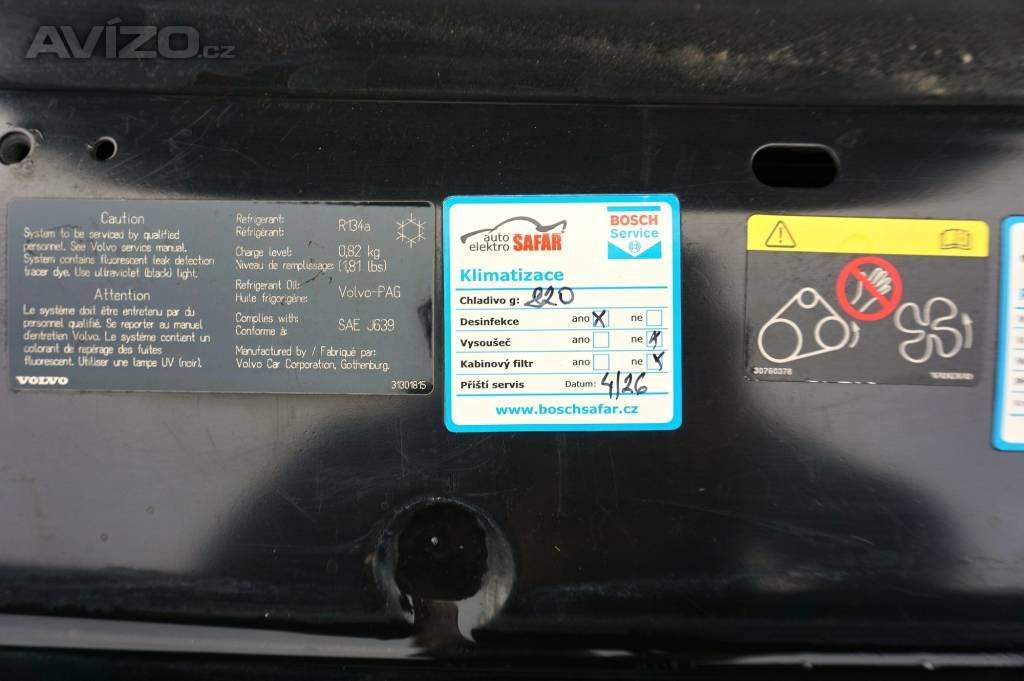 AVÍZO.cz
Caution
System to be serviced by qualified
personnel. See Volvo service manual.
System contains fluorescent leak detection
tracer dye. Use ultraviolet (black) light.
Attention
Le système doit être entretenu par du
personnel qualifié. Se reporter au manuel
d'entretien Volvo. Le système contient un
colorant de repérage des fuites
fluorescent. Utiliser une lampe UV (noir).
VOLVO
Refrigerant: R134a
Réfrigérant:
Charge level: 0,82 kg
Niveau de remplissage: (1,81 lbs)
Refrigerant Oil: Volvo-PAG
Huile frigorigène:
Complies with: SAE J639
Conforme à:
Manufactured by / Fabriqué par:
Volvo Car Corporation, Gothenburg.
31301815
auto
elektro ŠAFÁŘ
BOSCH
Service
Klimatizace
Chladivo g: 820
Desinfekce ano X ne
Vysoušeč ano ne X
Kabinový filtr ano ne X
Příští servis Datum: 4/26
www.boschsafar.cz
30760378 VOLVO